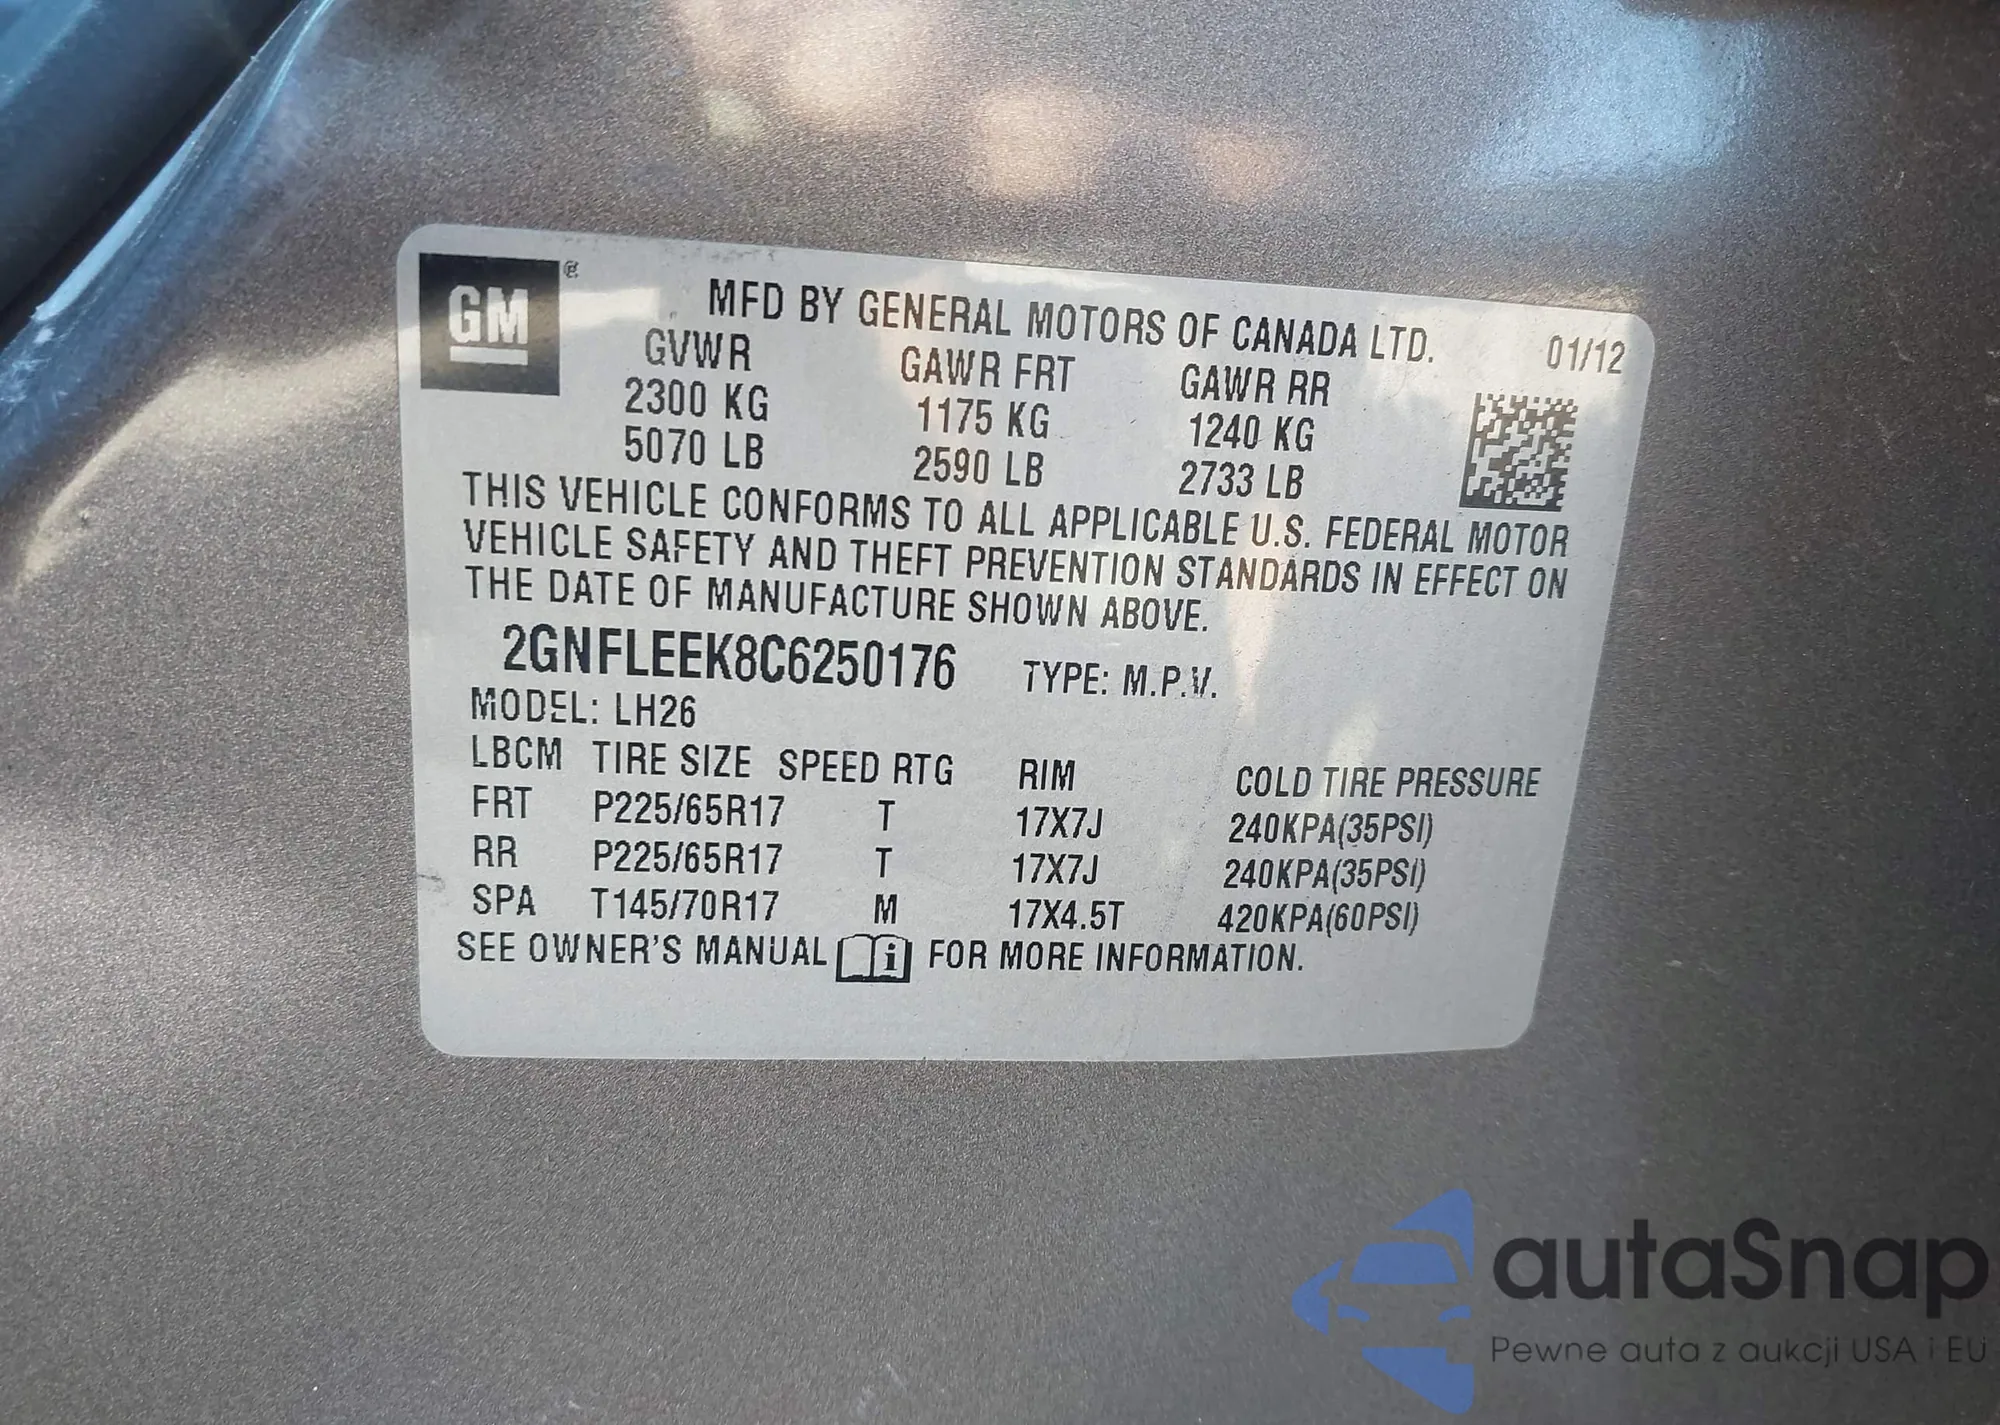 GM ®
MFD BY GENERAL MOTORS OF CANADA LTD. 01/12
GVWR GAWR FRT GAWR RR
2300 KG 1175 KG 1240 KG
5070 LB 2590 LB 2733 LB
THIS VEHICLE CONFORMS TO ALL APPLICABLE U.S. FEDERAL MOTOR
VEHICLE SAFETY AND THEFT PREVENTION STANDARDS IN EFFECT ON
THE DATE OF MANUFACTURE SHOWN ABOVE.
2GNFLEEK8C6250176 TYPE: M.P.V.
MODEL: LH26
LBCM TIRE SIZE SPEED RTG RIM COLD TIRE PRESSURE
FRT P225/65R17 T 17X7J 240KPA(35PSI)
RR P225/65R17 T 17X7J 240KPA(35PSI)
SPA T145/70R17 M 17X4.5T 420KPA(60PSI)
SEE OWNER'S MANUAL i FOR MORE INFORMATION.
autaSnap
Pewne auta z aukcji USA i EU